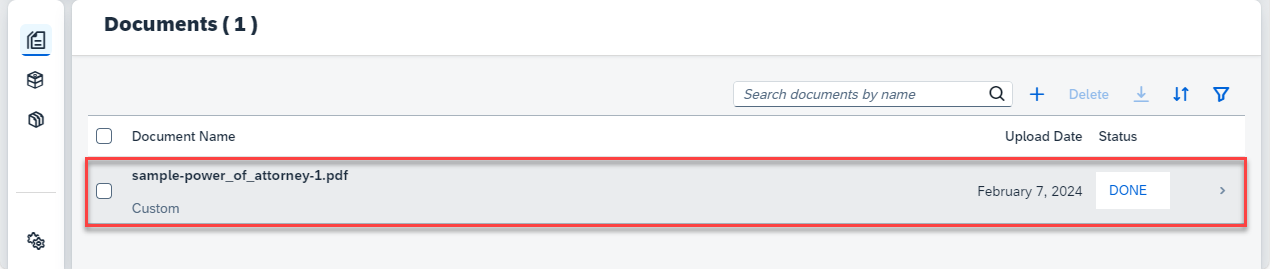 Documents ( 1 )
Search documents by name
Delete
Document Name Upload Date Status
sample-power_of_attorney-1.pdf
Custom
February 7, 2024 DONE